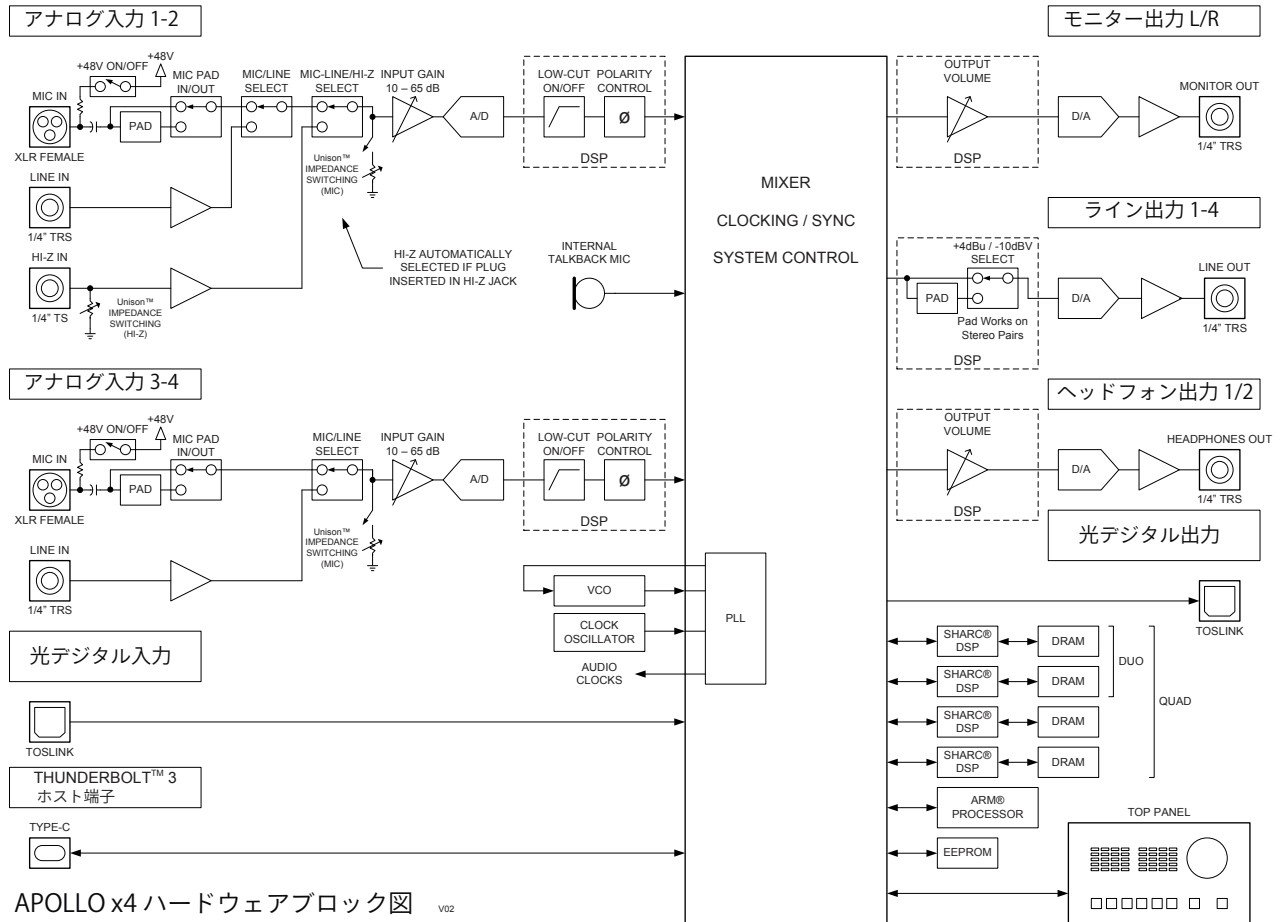 アナログ入力 1-2
+48V
+48V ON/OFF
MIC PAD
IN/OUT
MIC/LINE
SELECT
MIC-LINE/HI-Z
SELECT
INPUT GAIN
10 – 65 dB
LOW-CUT
ON/OFF
POLARITY
CONTROL
MIC IN
PAD
A/D
Ø
DSP
XLR FEMALE
Unison™
IMPEDANCE
SWITCHING
(MIC)
LINE IN
1/4” TRS
HI-Z IN
1/4” TS
Unison™
IMPEDANCE
SWITCHING
(HI-Z)
HI-Z AUTOMATICALLY
SELECTED IF PLUG
INSERTED IN HI-Z JACK
INTERNAL
TALKBACK MIC
アナログ入力 3-4
+48V
+48V ON/OFF
MIC PAD
IN/OUT
MIC/LINE
SELECT
INPUT GAIN
10 – 65 dB
LOW-CUT
ON/OFF
POLARITY
CONTROL
MIC IN
PAD
A/D
Ø
DSP
XLR FEMALE
Unison™
IMPEDANCE
SWITCHING
(MIC)
LINE IN
1/4” TRS
VCO
CLOCK
OSCILLATOR
AUDIO
CLOCKS
PLL
光デジタル入力
TOSLINK
THUNDERBOLT™ 3
ホスト端子
TYPE-C
APOLLO x4 ハードウェアブロック図
V02
MIXER
CLOCKING / SYNC
SYSTEM CONTROL
モニター出力 L/R
OUTPUT
VOLUME
DSP
D/A
MONITOR OUT
1/4” TRS
ライン出力 1-4
+4dBu / -10dBV
SELECT
PAD
Pad Works on
Stereo Pairs
DSP
D/A
LINE OUT
1/4” TRS
ヘッドフォン出力 1/2
OUTPUT
VOLUME
DSP
D/A
HEADPHONES OUT
1/4” TRS
光デジタル出力
TOSLINK
SHARC®
DSP
DRAM
SHARC®
DSP
DRAM
DUO
SHARC®
DSP
DRAM
SHARC®
DSP
DRAM
QUAD
ARM®
PROCESSOR
EEPROM
TOP PANEL